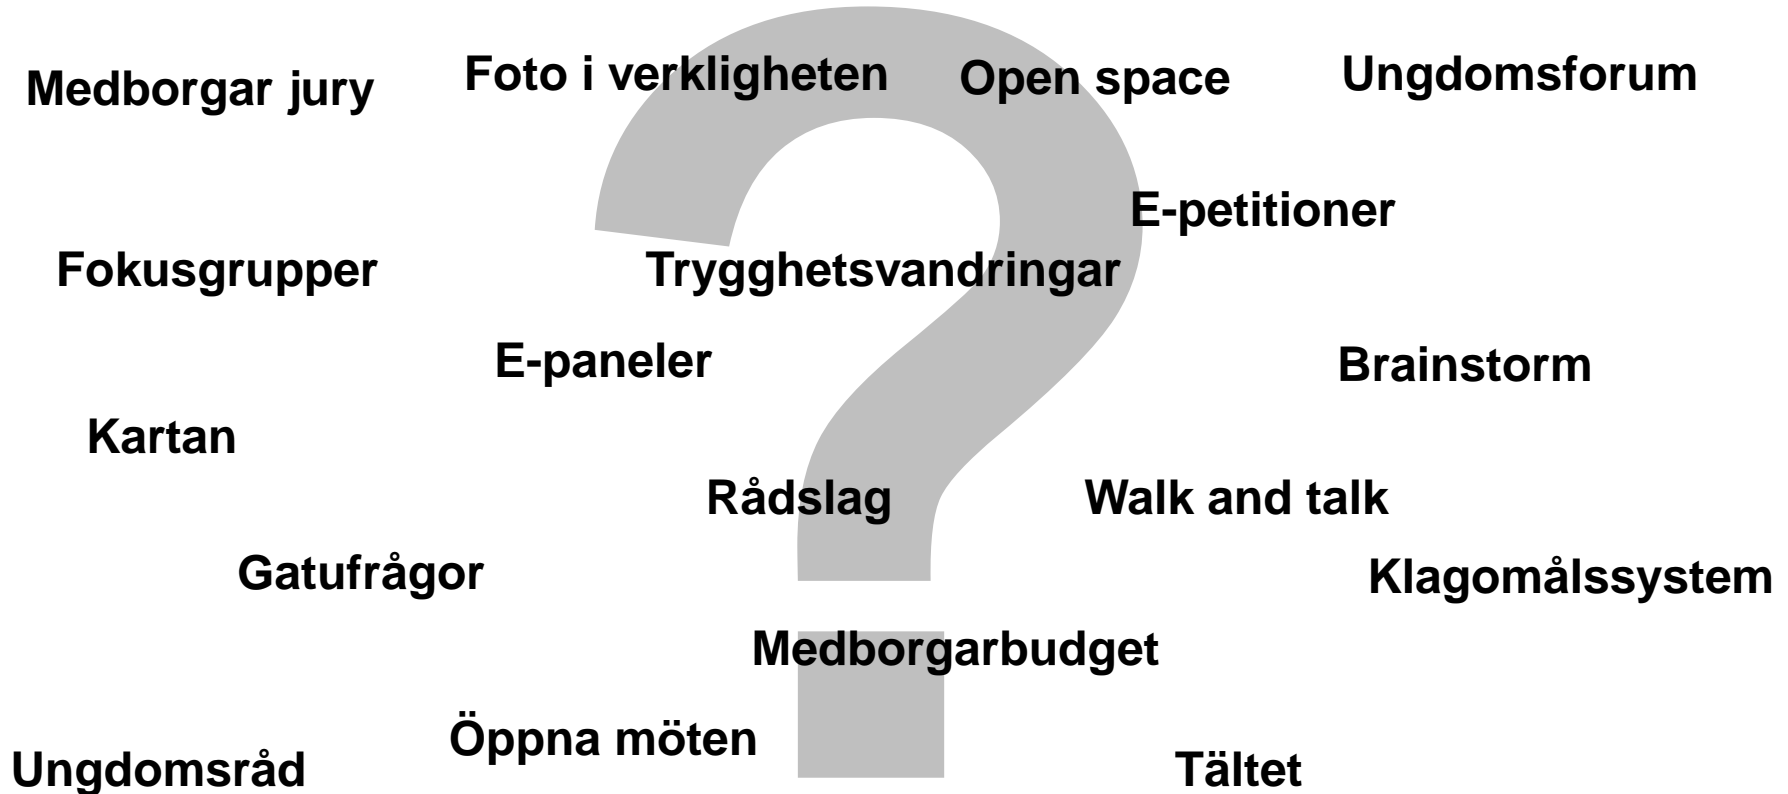 Medborgar jury
Foto i verkligheten
Open space
Ungdomsforum
E-petitioner
Fokusgrupper
Trygghetsvandringar
E-paneler
Brainstorm
Kartan
Rådslag
Walk and talk
Gatufrågor
Klagomålssystem
Medborgarbudget
Öppna möten
Ungdomsråd
Tältet
?